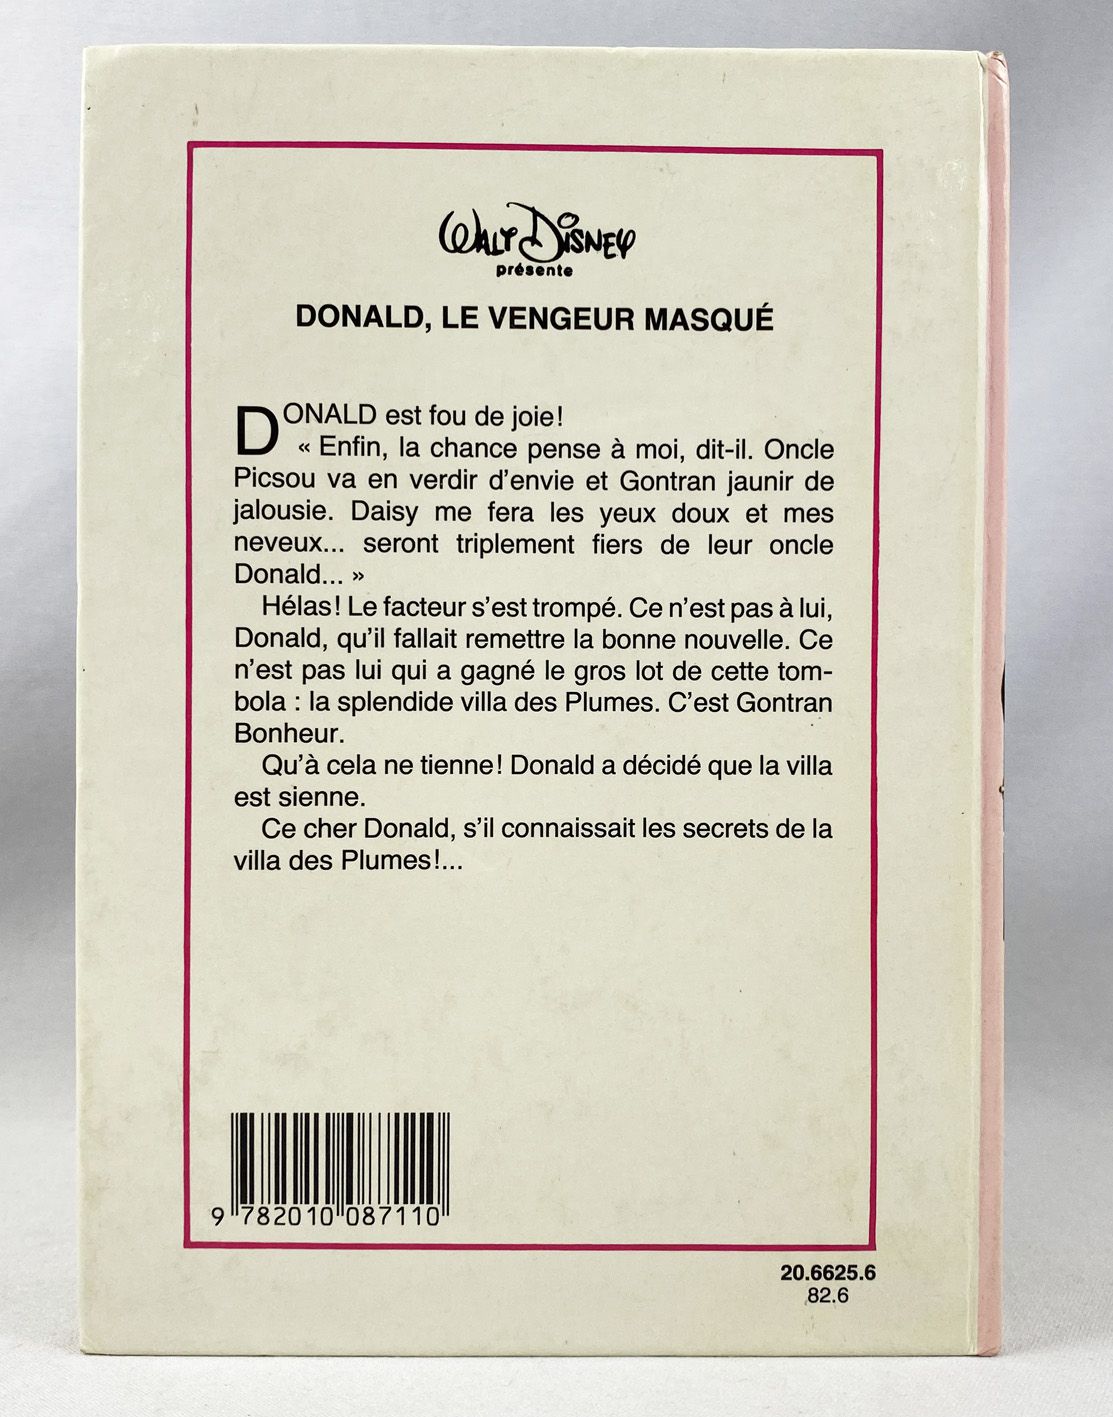 WALT DISNEY
présente
DONALD, LE VENGEUR MASQUÉ
DONALD est fou de joie!
« Enfin, la chance pense à moi, dit-il. Oncle
Picsou va en verdir d'envie et Gontran jaunir de
jalousie. Daisy me fera les yeux doux et mes
neveux... seront triplement fiers de leur oncle
Donald... »
Hélas! Le facteur s'est trompé. Ce n'est pas à lui,
Donald, qu'il fallait remettre la bonne nouvelle. Ce
n'est pas lui qui a gagné le gros lot de cette tom-
bola : la splendide villa des Plumes. C'est Gontran
Bonheur.
Qu'à cela ne tienne! Donald a décidé que la villa
est sienne.
Ce cher Donald, s'il connaissait les secrets de la
villa des Plumes!...
9 782010 087110
20.6625.6
82.6